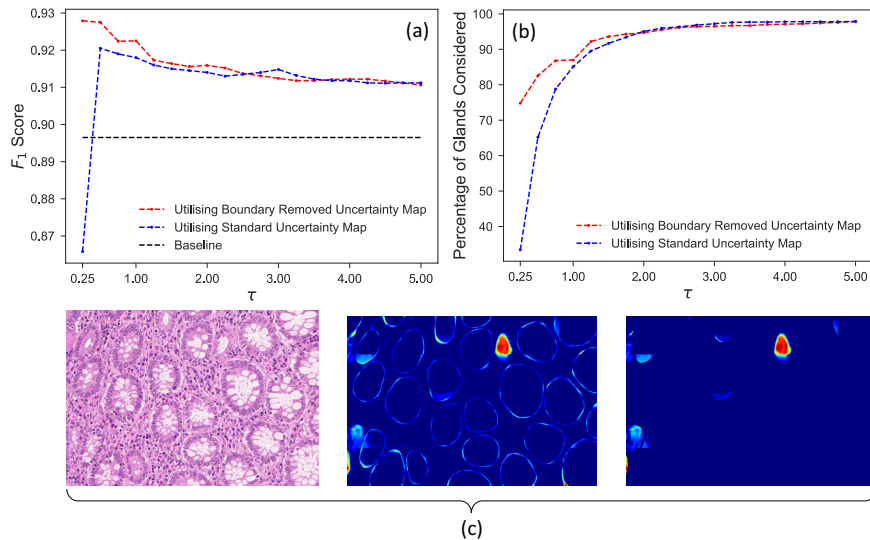 (a)
0.93
0.92
0.91
0.90
0.89
0.88
0.87
F1 Score
Utilising Boundary Removed Uncertainty Map
Utilising Standard Uncertainty Map
Baseline
0.25 1.00 2.00 3.00 4.00 5.00
τ
(b)
100
90
80
70
60
50
40
Percentage of Glands Considered
Utilising Boundary Removed Uncertainty Map
Utilising Standard Uncertainty Map
0.25 1.00 2.00 3.00 4.00 5.00
τ
(c)